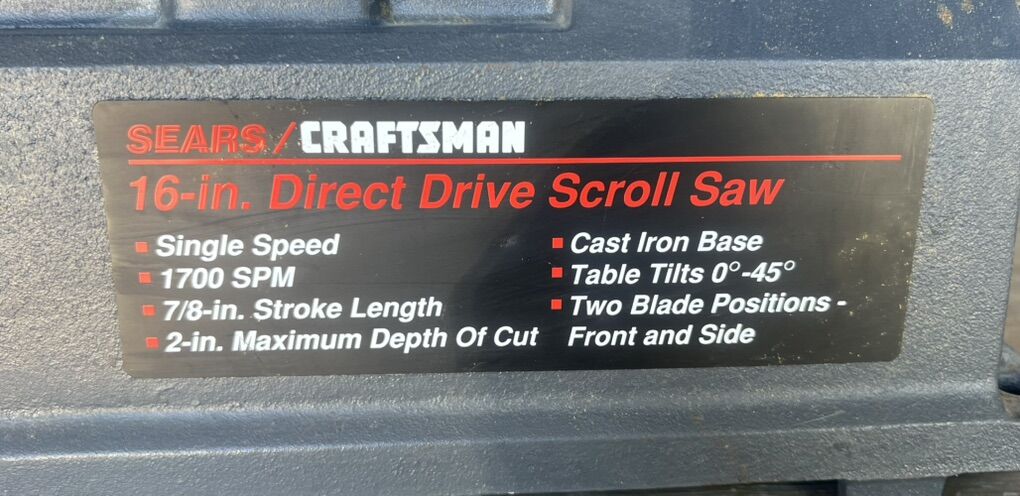 SEARS/CRAFTSMAN
16-in. Direct Drive Scroll Saw
▪ Single Speed
▪ 1700 SPM
▪ 7/8-in. Stroke Length
▪ 2-in. Maximum Depth Of Cut
▪ Cast Iron Base
▪ Table Tilts 0°-45°
▪ Two Blade Positions -
Front and Side